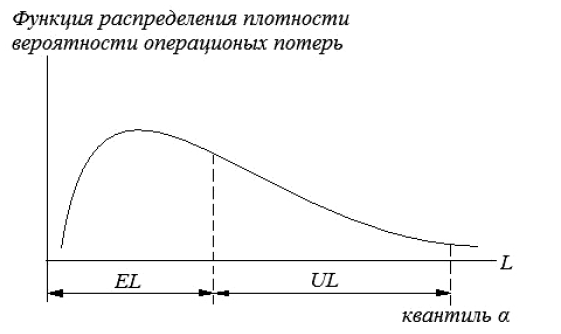 Функция распределения плотности
вероятности операционых потерь
L
EL
UL
квантиль α